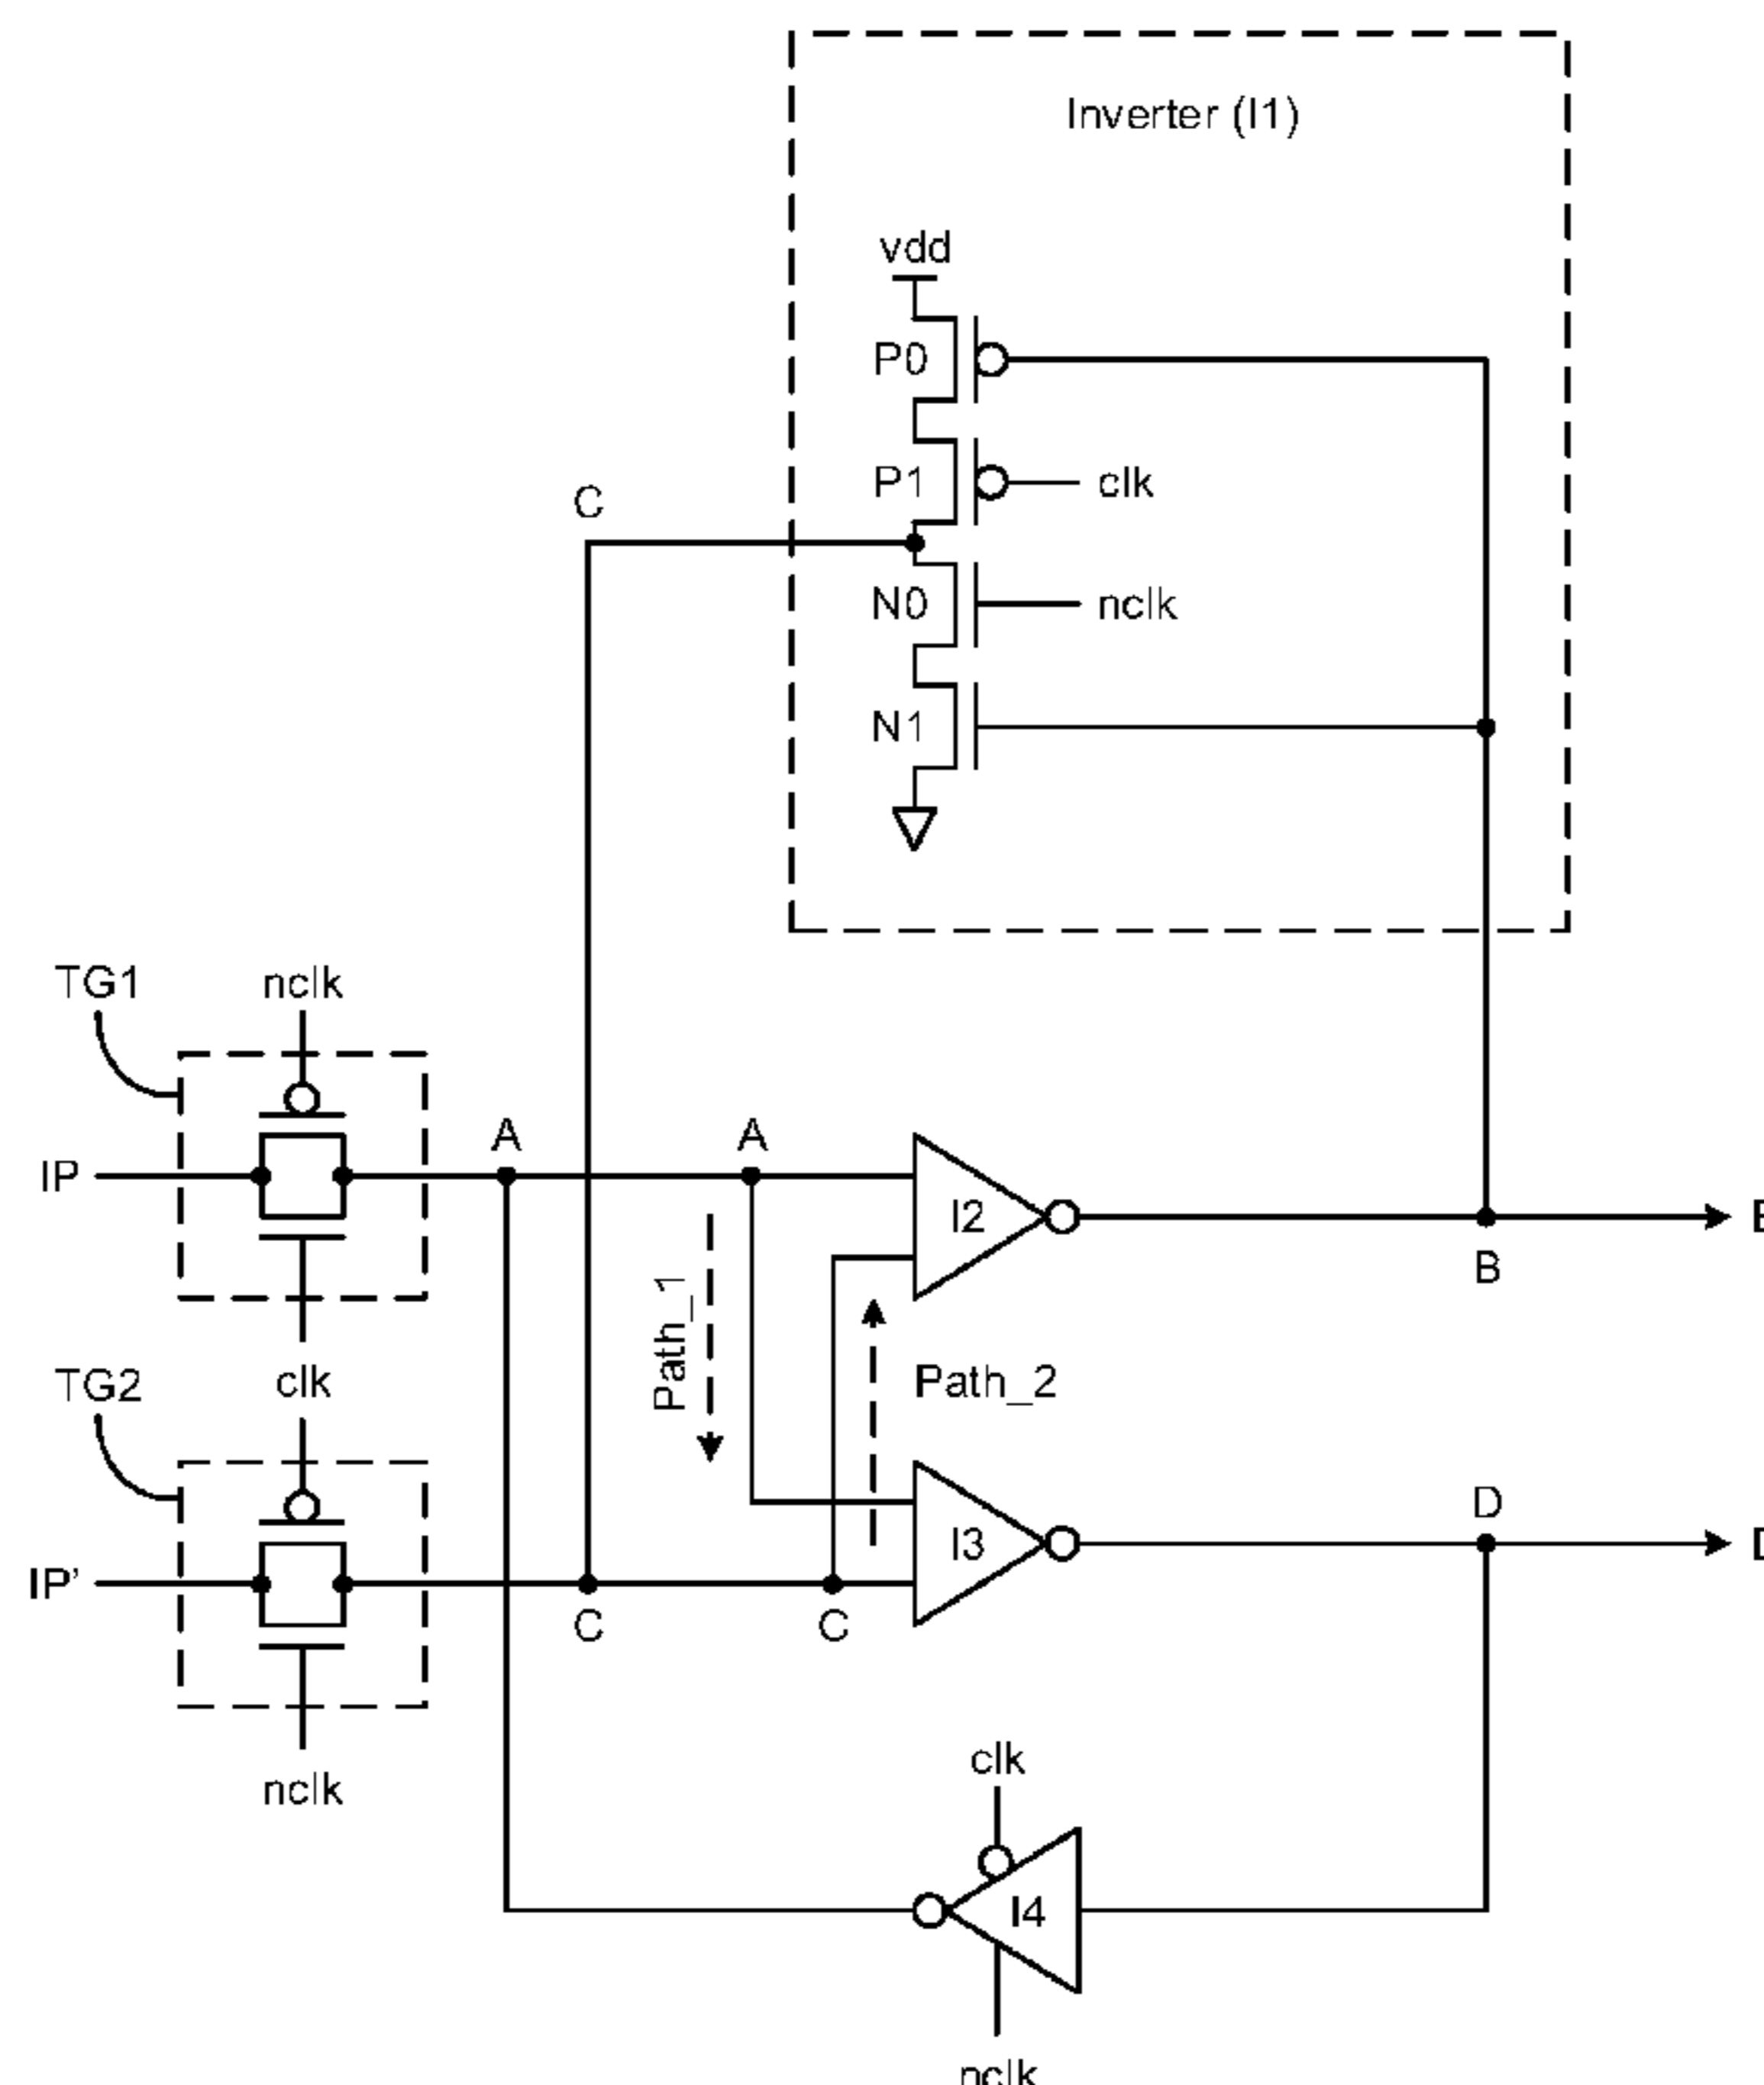 Inverter (I1)
vdd
P0
P1
clk
C
N0
nclk
N1
TG1
nclk
A
A
IP
I2
B
Path_1
clk
TG2
Path_2
D
I3
IP'
C
C
clk
nclk
I4
nclk